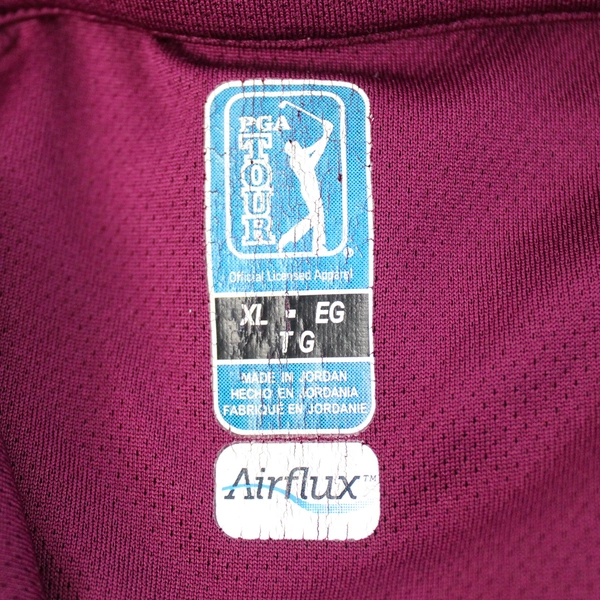 PGA
TOUR
Official Licensed Apparel
XL - EG
TG
MADE IN JORDAN
HECHO EN JORDANIA
FABRIQUÉ EN JORDANIE
Airflux™